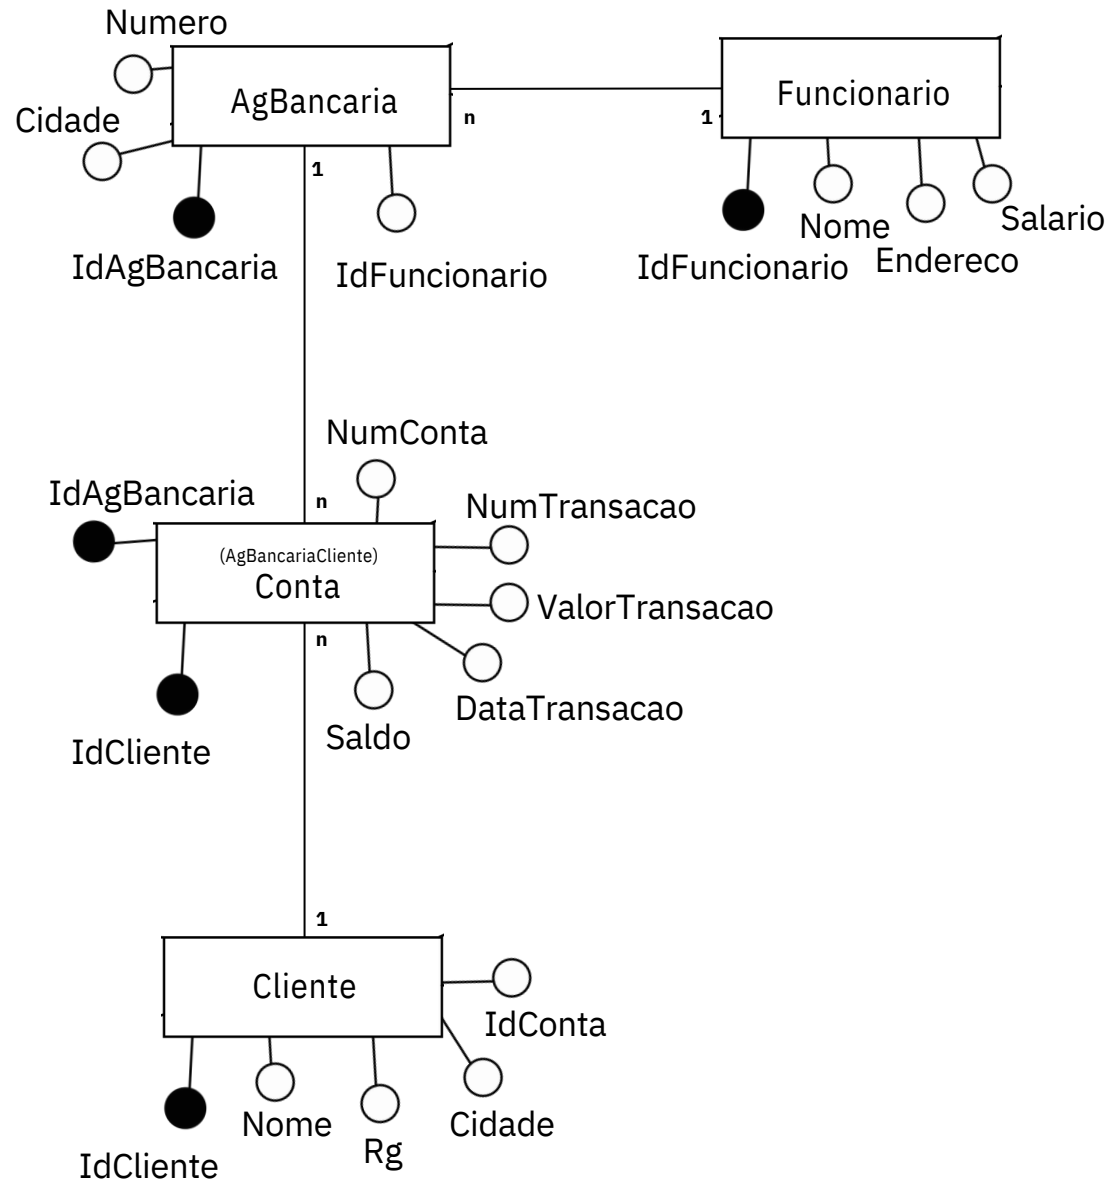 Numero
AgBancaria
Funcionario
Cidade
n
1
1
IdAgBancaria
IdFuncionario
IdFuncionario
Nome
Endereco
Salario
NumConta
IdAgBancaria
n
NumTransacao
(AgBancariaCliente)
Conta
ValorTransacao
n
DataTransacao
Saldo
IdCliente
1
Cliente
IdConta
Nome
Cidade
Rg
IdCliente